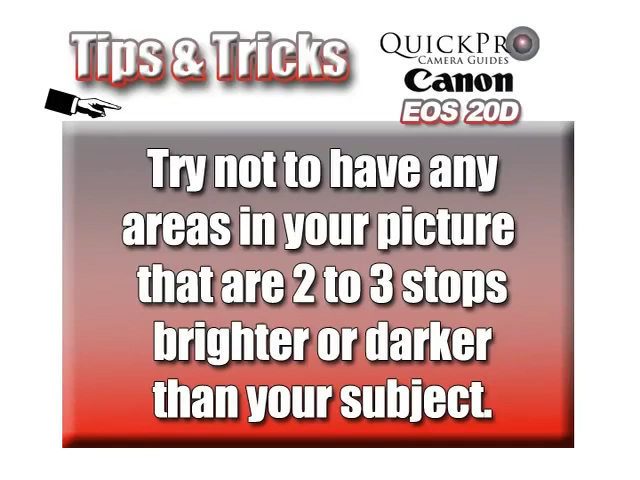 Tips & Tricks
QUICKPRO
CAMERA GUIDES
Canon
EOS 20D
Try not to have any
areas in your picture
that are 2 to 3 stops
brighter or darker
than your subject.